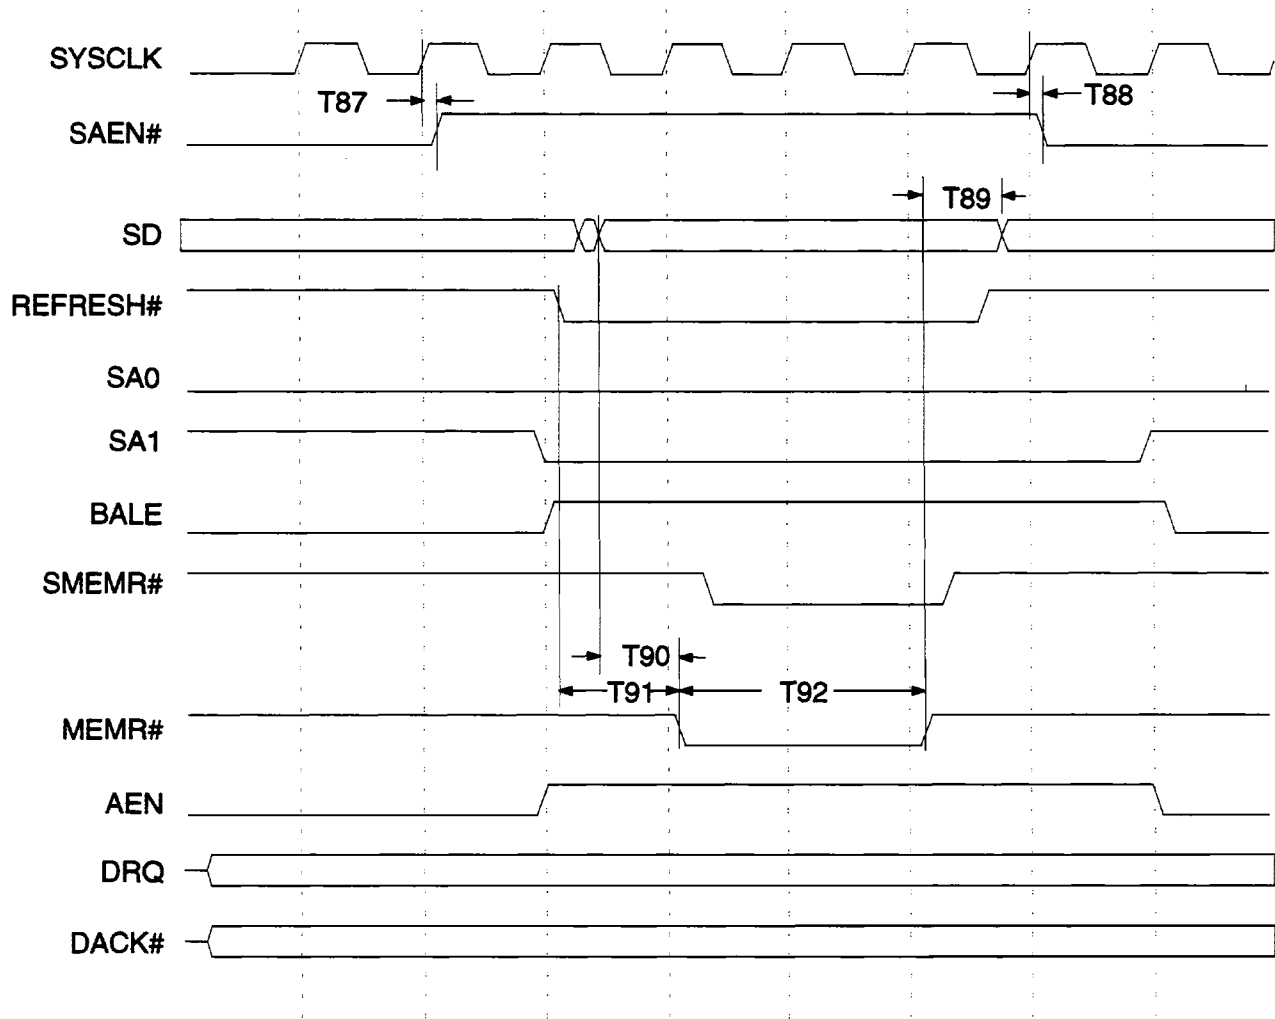 SYSCLK
T87
T88
SAEN#
T89
SD
REFRESH#
SA0
SA1
BALE
SMEMR#
T90
T91
T92
MEMR#
AEN
DRQ
DACK#